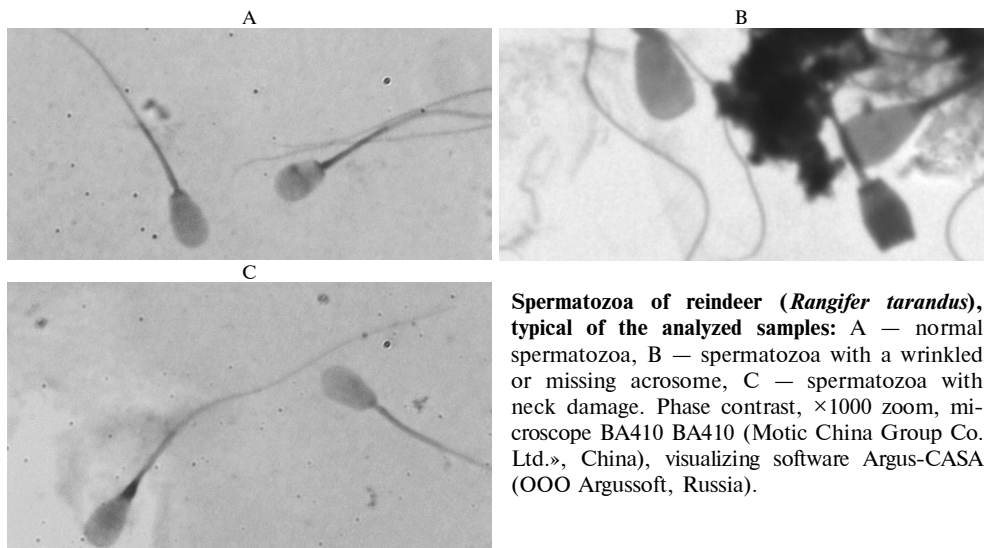 A
B
C
Spermatozoa of reindeer (Rangifer tarandus),
typical of the analyzed samples: A — normal
spermatozoa, B — spermatozoa with a wrinkled
or missing acrosome, C — spermatozoa with
neck damage. Phase contrast, ×1000 zoom, mi-
croscope BA410 BA410 (Motic China Group Co.
Ltd.», China), visualizing software Argus-CASA
(OOO Argussoft, Russia).